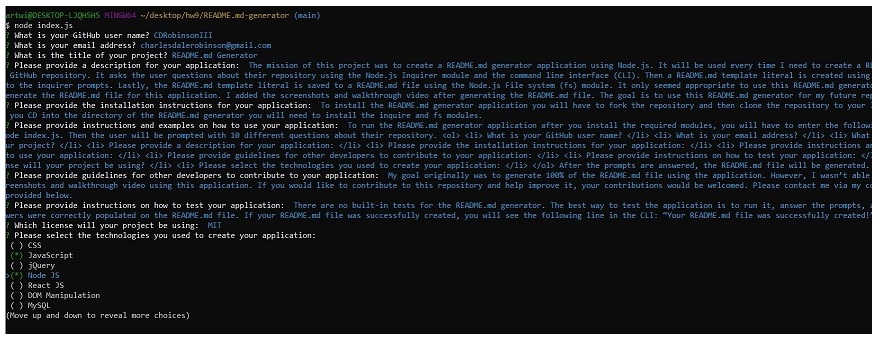 artwi@DESKTOP-LJQH5H5 MINGW64 ~/desktop/hw9/README.md-generator (main)
$ node index.js
? What is your GitHub user name? CDRobinsonIII
? What is your email address? charlesdalerobinson@gmail.com
? What is the title of your project? README.md Generator
? Please provide a description for your application:  The mission of this project was to create a README.md generator application using Node.js. It will be used every time I need to create a RE
GitHub repository. It asks the user questions about their repository using the Node.js Inquirer module and the command line interface (CLI). Then a README.md template literal is created using
to the inquirer prompts. Lastly, the README.md template literal is saved to a README.md file using the Node.js File system (fs) module. It only seemed appropriate to use this README.md generato
enerate the README.md file for this application. I added the screenshots and walkthrough video after generating the README.md file. The goal is to use this README.md generator for my future rep
? Please provide the installation instructions for your application:  To install the README.md generator application you will have to fork the repository and then clone the repository to your
you CD into the directory of the README.md generator you will need to install the inquire and fs modules.
? Please provide instructions and examples on how to use your application:  To run the README.md generator application after you install the required modules, you will have to enter the followi
ode index.js. Then the user will be prompted with 10 different questions about their repository. <ol> <li> What is your GitHub user name? </li> <li> What is your email address? </li> <li> What
ur project? </li> <li> Please provide a description for your application: </li> <li> Please provide the installation instructions for your application: </li> <li> Please provide instructions a
to use your application: </li> <li> Please provide guidelines for other developers to contribute to your application: </li> <li> Please provide instructions on how to test your application: </
nse will your project be using? </li> <li> Please select the technologies you used to create your application: </li> </ol> After the prompts are answered, the README.md file will be generated.
? Please provide guidelines for other developers to contribute to your application:  My goal originally was to generate 100% of the README.md file using the application. However, I wasn't able
reenshots and walkthrough video using this application. If you would like to contribute to this repository and help improve it, your contributions would be welcomed. Please contact me via my co
provided below.
? Please provide instructions on how to test your application:  There are no built-in tests for the README.md generator. The best way to test the application is to run it, answer the prompts, a
wers were correctly populated on the README.md file. If your README.md file was successfully created, you will see the following line in the CLI: “Your README.md file was successfully created!”
? Which license will your project be using:  MIT
? Please select the technologies you used to create your application:
( ) CSS
(*) JavaScript
( ) jQuery
>(*) Node JS
( ) React JS
( ) DOM Manipulation
( ) MySQL
(Move up and down to reveal more choices)